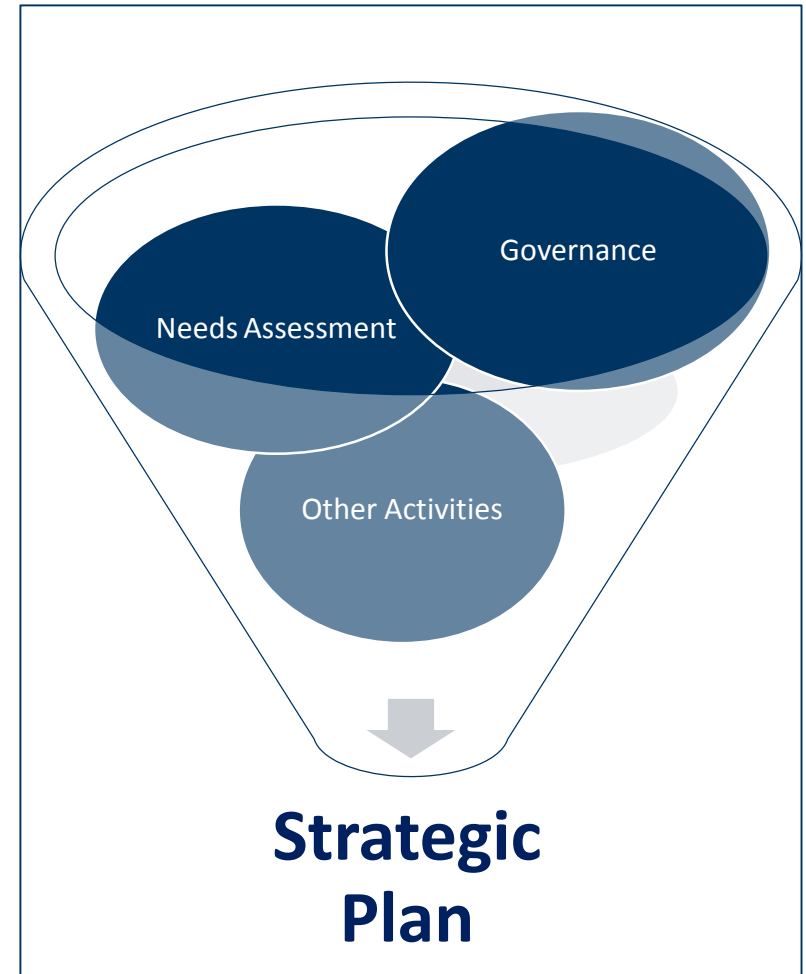 Governance
Needs Assessment
Other Activities
Strategic
Plan